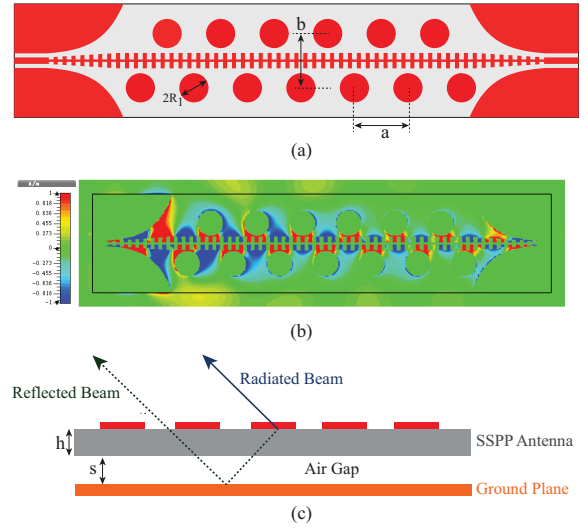 b
2R1
a
(a)
A/m
1
0.818
0.636
0.455
0.273
0
-0.273
-0.455
-0.636
-0.818
-1
(b)
Reflected Beam
Radiated Beam
h
SSPP Antenna
s
Air Gap
Ground Plane
(c)